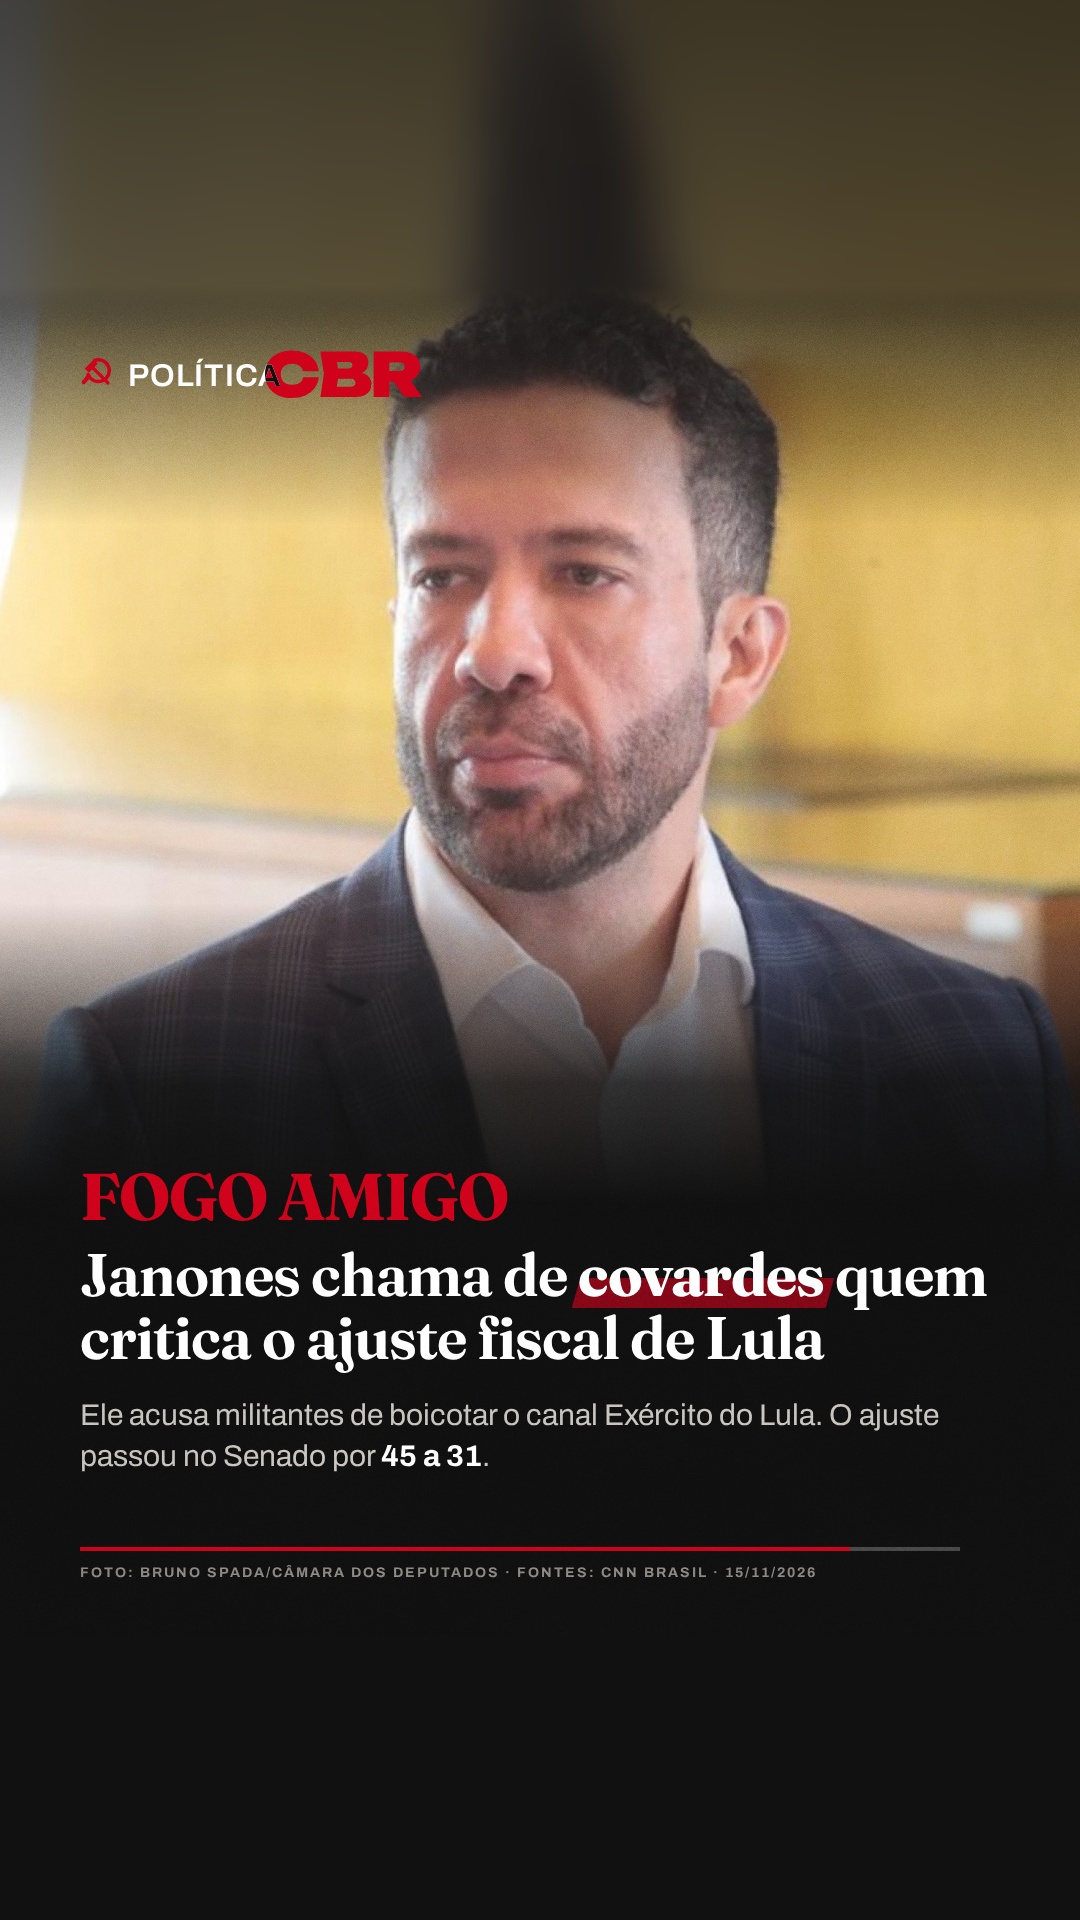 POLÍTICA CBR
FOGO AMIGO
Janones chama de covardes quem
critica o ajuste fiscal de Lula
Ele acusa militantes de boicotar o canal Exército do Lula. O ajuste
passou no Senado por 45 a 31.
FOTO: BRUNO SPADA/CÂMARA DOS DEPUTADOS · FONTES: CNN BRASIL · 15/11/2026